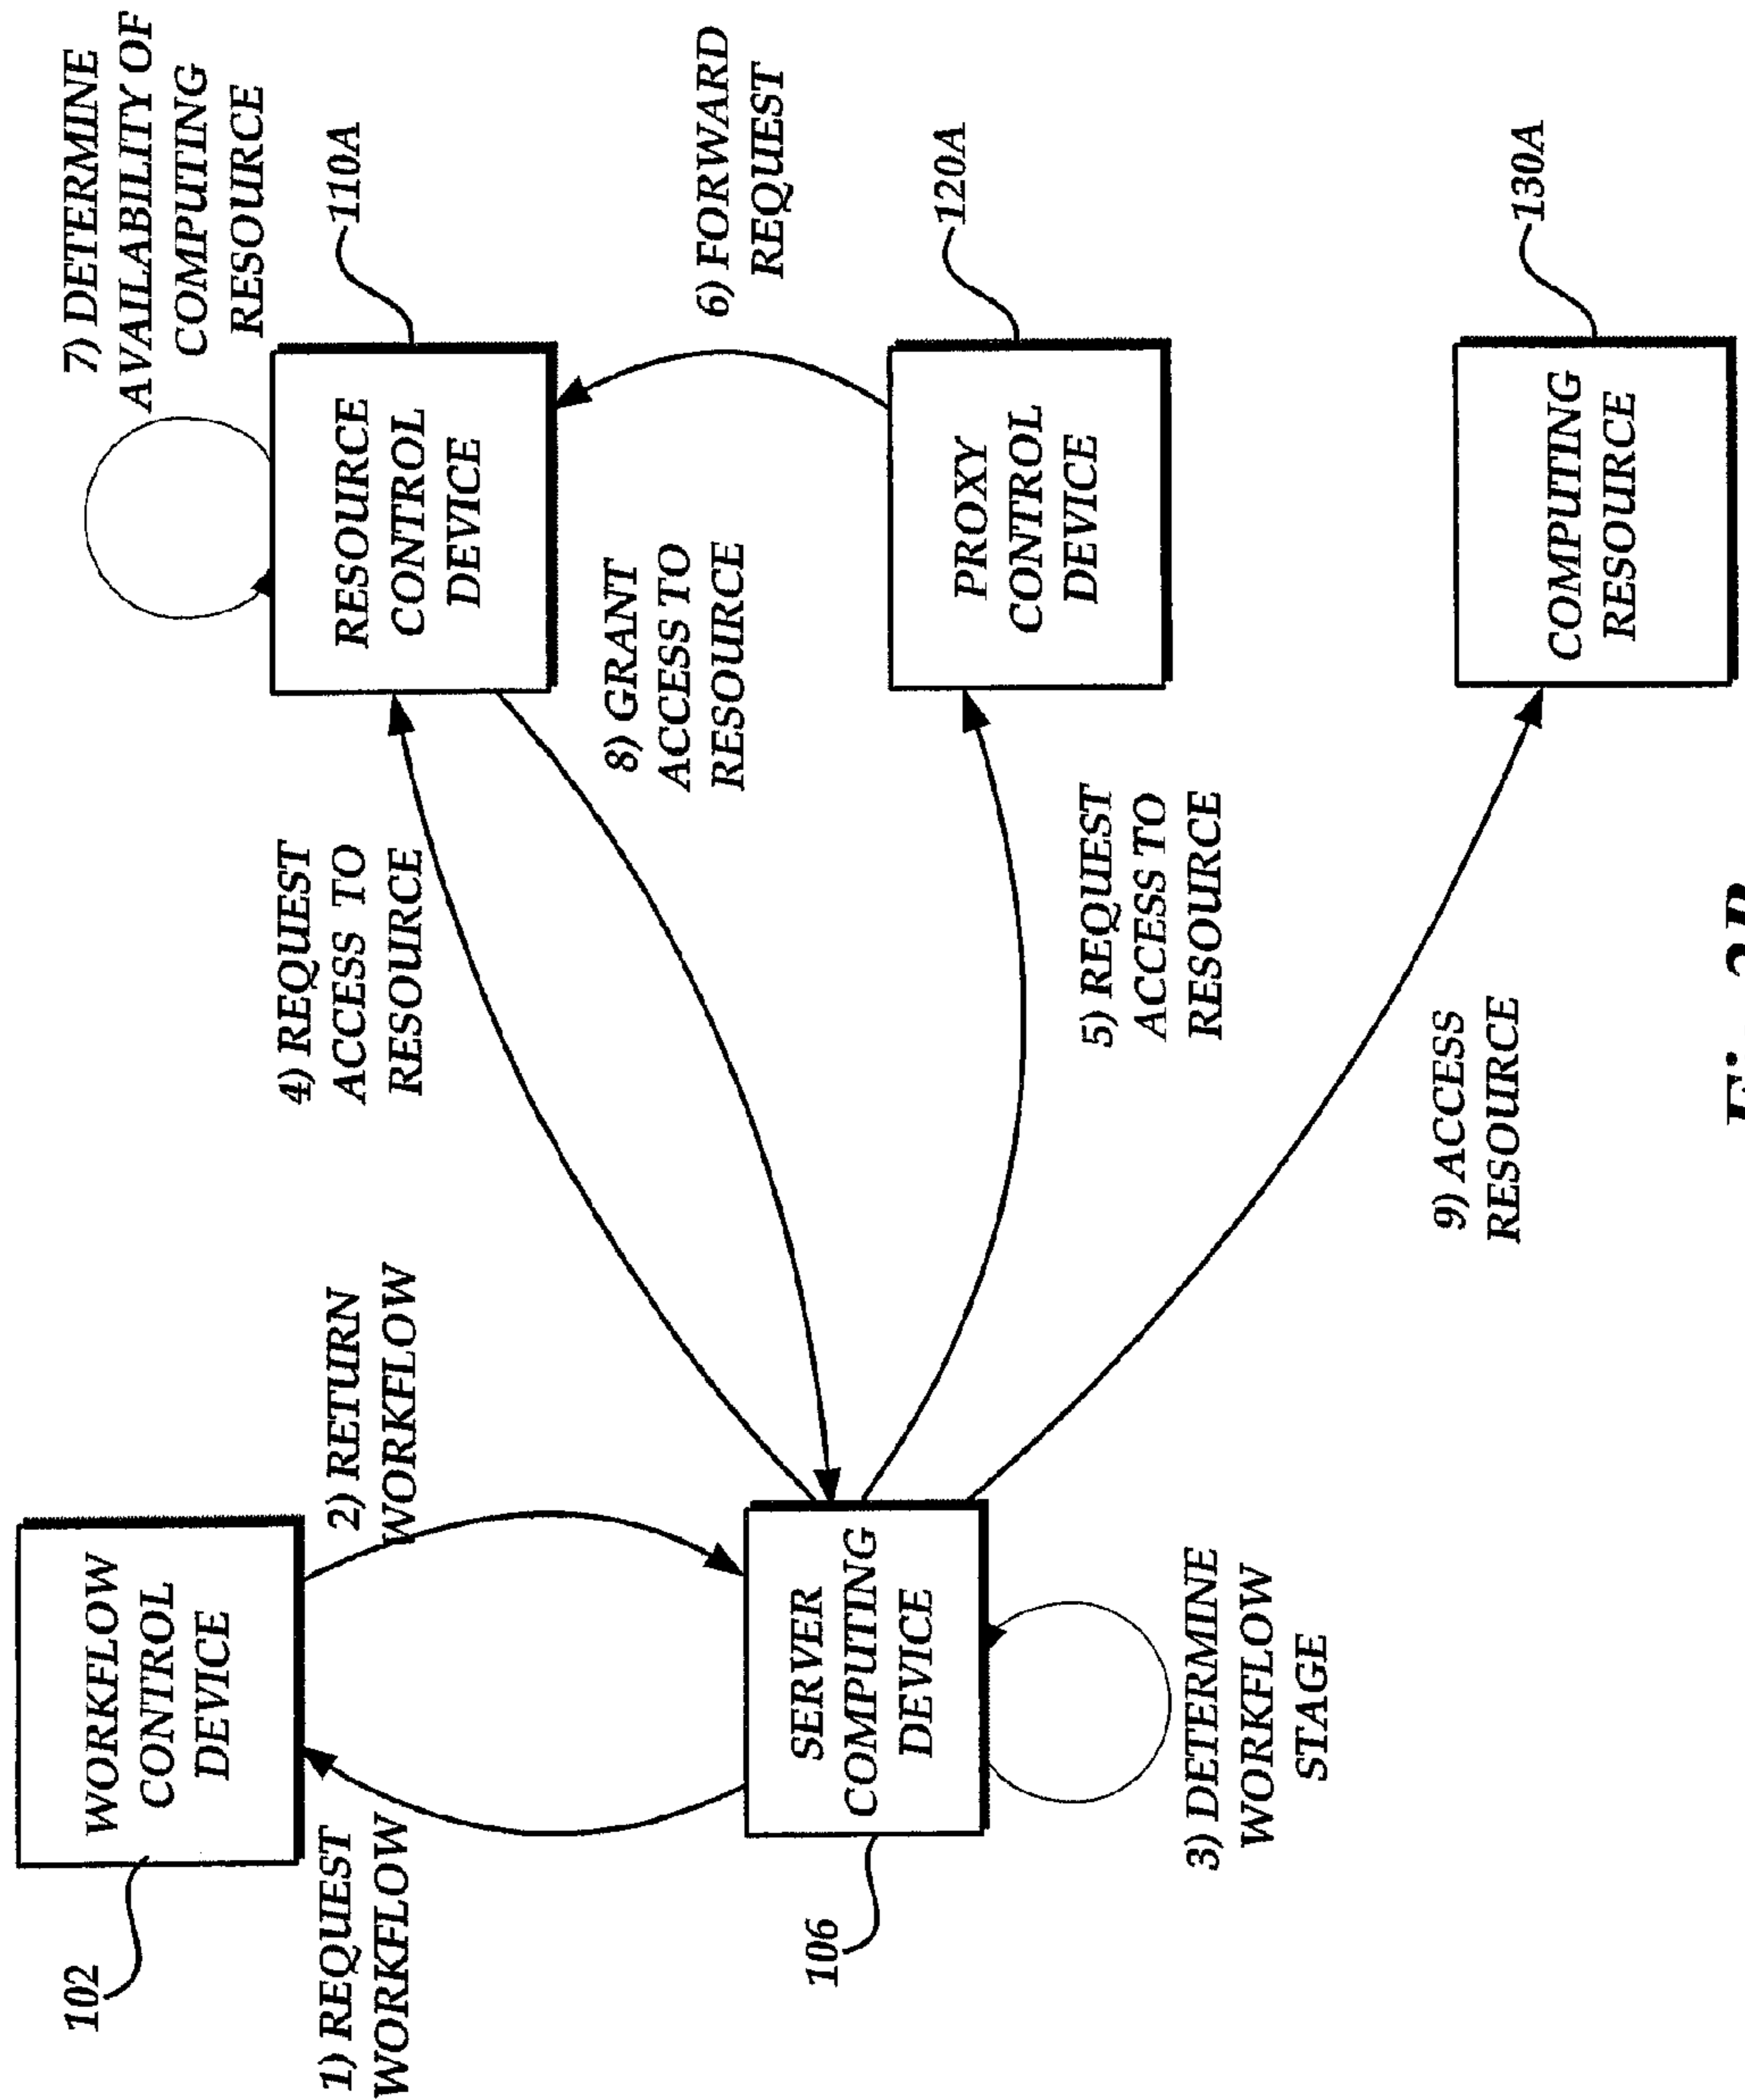 102
WORKFLOW
CONTROL
DEVICE
1) REQUEST
WORKFLOW
2) RETURN
WORKFLOW
106
SERVER
COMPUTING
DEVICE
3) DETERMINE
WORKFLOW
STAGE
4) REQUEST
ACCESS TO
RESOURCE
5) REQUEST
ACCESS TO
RESOURCE
6) FORWARD
REQUEST
7) DETERMINE
AVAILABILITY OF
COMPUTING
RESOURCE
110A
RESOURCE
CONTROL
DEVICE
8) GRANT
ACCESS TO
RESOURCE
120A
PROXY
CONTROL
DEVICE
9) ACCESS
RESOURCE
130A
COMPUTING
RESOURCE